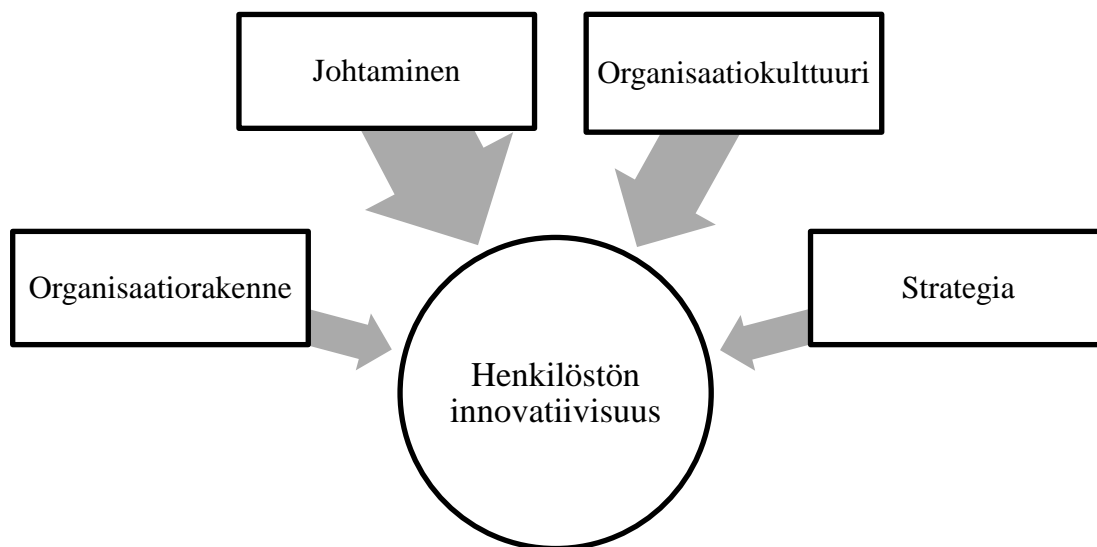 Johtaminen
Organisaatiokulttuuri
Organisaatiorakenne
Strategia
Henkilöstön
innovatiivisuus